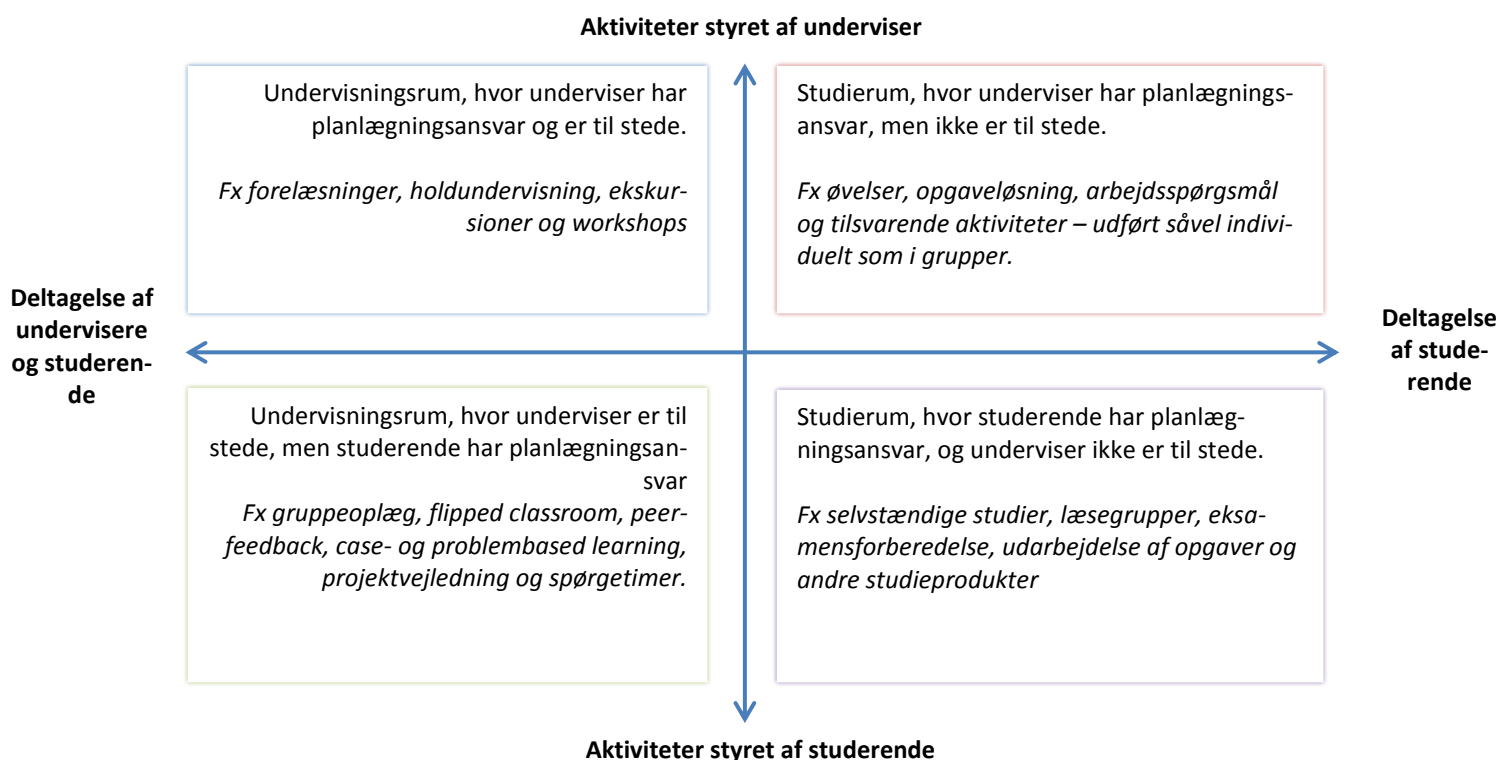 Aktiviteter styret af underviser
Undervisningsrum, hvor underviser har
planlægningsansvar og er til stede.
Fx forelæsninger, holdundervisning, ekskur-
sioner og workshops
Studierum, hvor underviser har planlægnings-
ansvar, men ikke er til stede.
Fx øvelser, opgaveløsning, arbejdsspørgsmål
og tilsvarende aktiviteter – udført såvel indivi-
duelt som i grupper.
Deltagelse af
undervisere
og studeren-
de
Deltagelse
af stude-
rende
Undervisningsrum, hvor underviser er til
stede, men studerende har planlægningsan-
svar
Fx gruppeoplæg, flipped classroom, peer-
feedback, case- og problembased learning,
projektvejledning og spørgetimer.
Studierum, hvor studerende har planlæg-
ningsansvar, og underviser ikke er til stede.
Fx selvstændige studier, læsegrupper, eksa-
mensforberedelse, udarbejdelse af opgaver og
andre studieprodukter
Aktiviteter styret af studerende